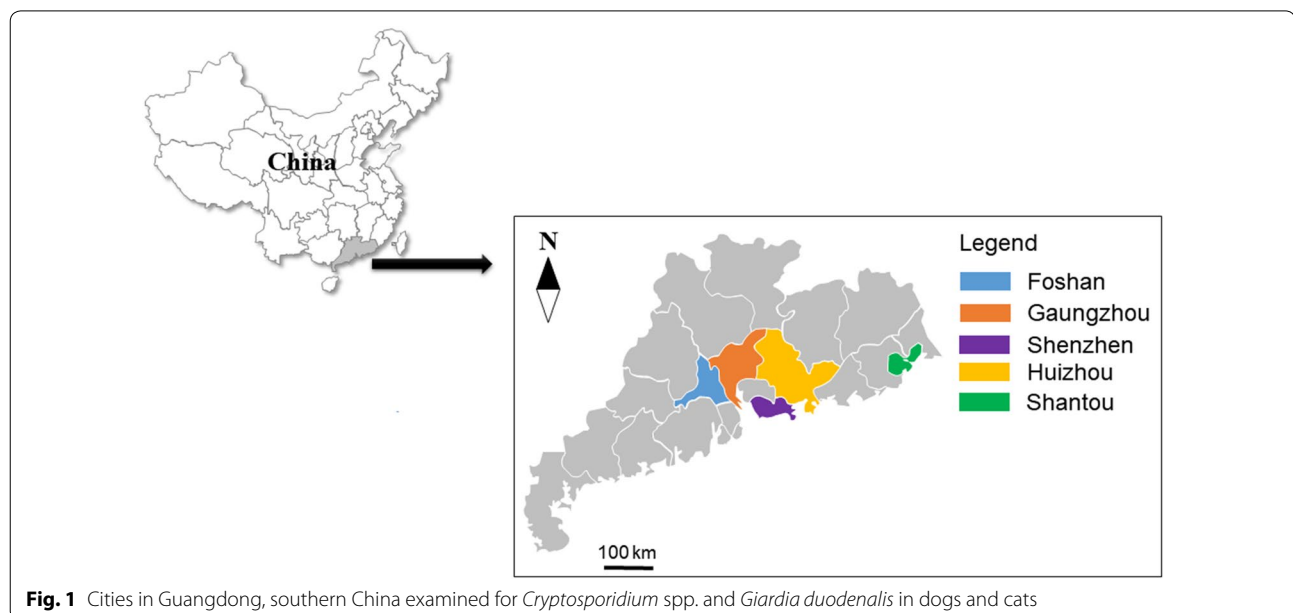 China
N
Legend
Foshan
Gaungzhou
Shenzhen
Huizhou
Shantou
100 km
Fig. 1 Cities in Guangdong, southern China examined for Cryptosporidium spp. and Giardia duodenalis in dogs and cats